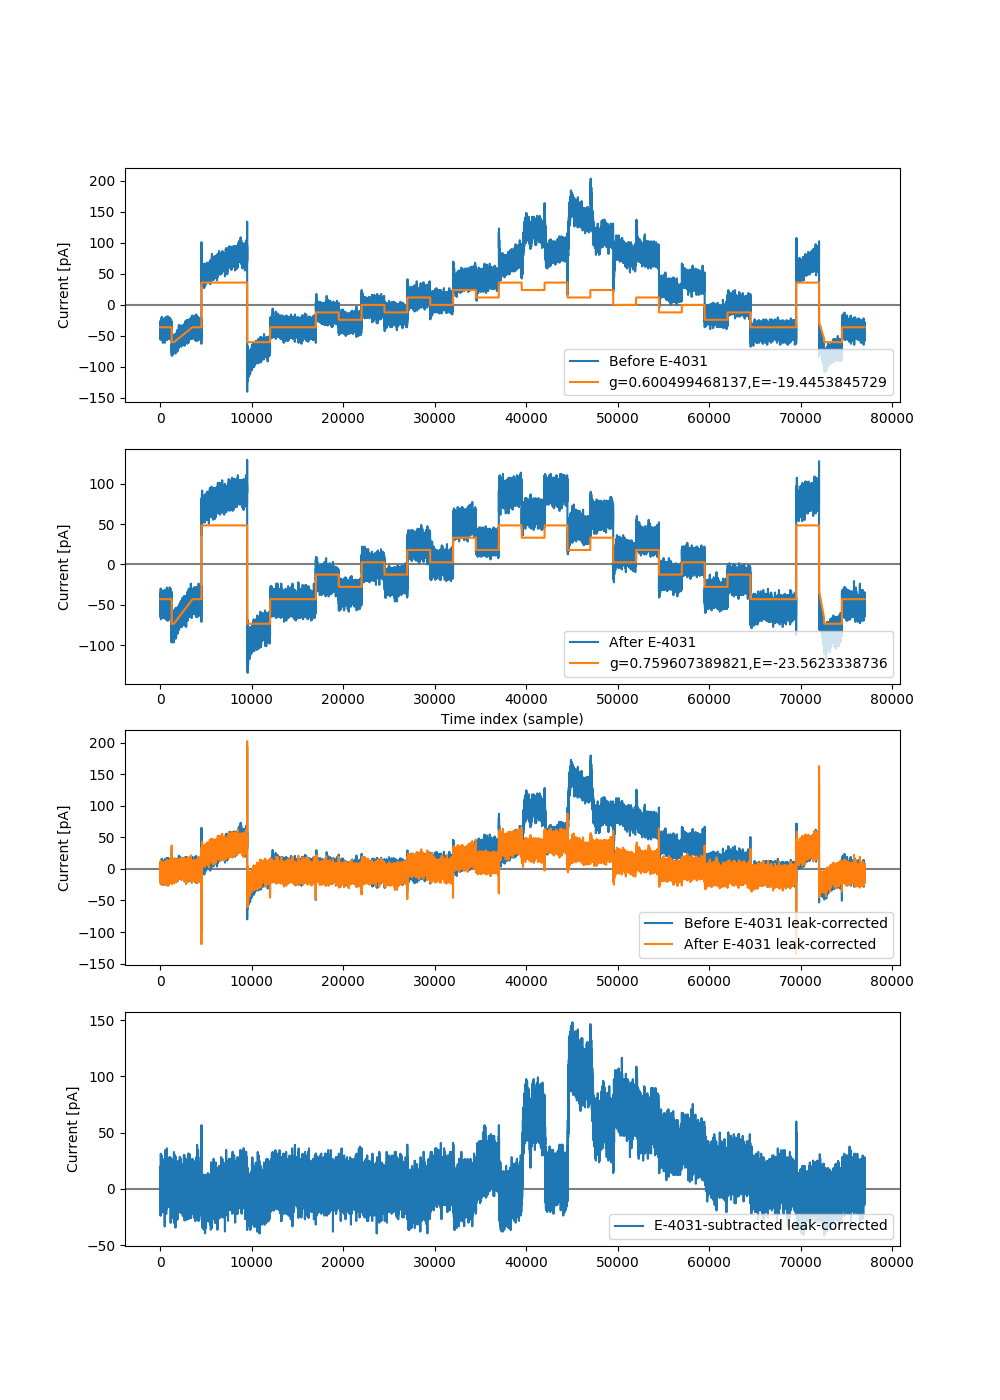 200
150
100
50
0
−50
−100
−150
Current [pA]
Before E-4031
g=0.600499468137,E=-19.4453845729
0 10000 20000 30000 40000 50000 60000 70000 80000
100
50
0
−50
−100
Current [pA]
After E-4031
g=0.759607389821,E=-23.5623338736
0 10000 20000 30000 40000 50000 60000 70000 80000
Time index (sample)
200
150
100
50
0
−50
−100
−150
Current [pA]
Before E-4031 leak-corrected
After E-4031 leak-corrected
0 10000 20000 30000 40000 50000 60000 70000 80000
150
100
50
0
−50
Current [pA]
E-4031-subtracted leak-corrected
0 10000 20000 30000 40000 50000 60000 70000 80000